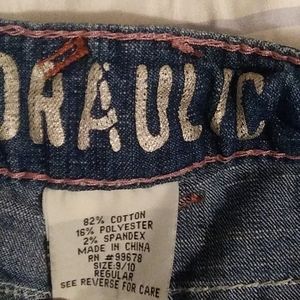 DRAULIC
82% COTTON
16% POLYESTER
2% SPANDEX
MADE IN CHINA
RN #99678
SIZE:9/10
REGULAR
SEE REVERSE FOR CARE